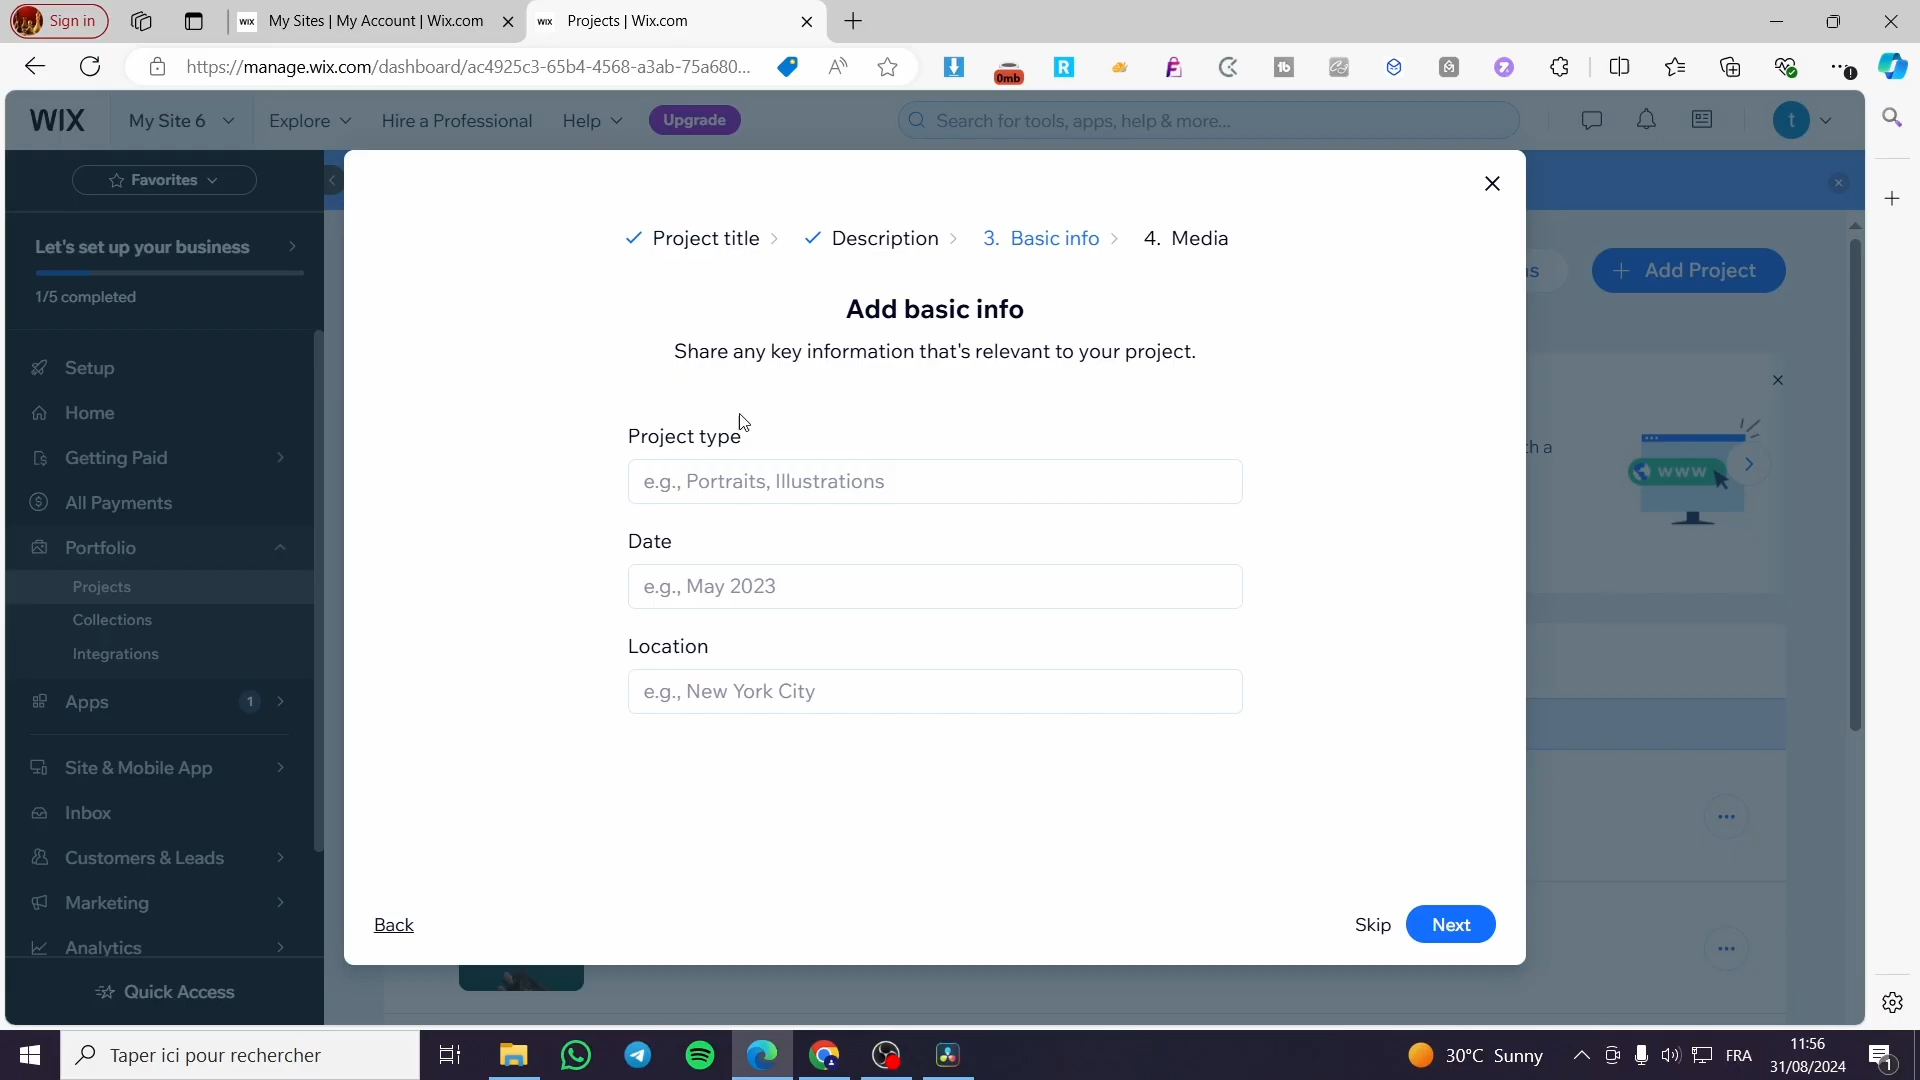 Sign in
My Sites | My Account | Wix.com
Projects | Wix.com
https://manage.wix.com/dashboard/ac4925c3-65b4-4568-a3ab-75a680...
0mb
WIX
My Site 6
Explore
Hire a Professional
Help
Upgrade
Search for tools, apps, help & more...
t
Favorites
Let's set up your business
1/5 completed
Setup
Home
Getting Paid
All Payments
Portfolio
Projects
Collections
Integrations
Apps
1
Site & Mobile App
Inbox
Customers & Leads
Marketing
Analytics
Quick Access
Add Project
www
Project title
Description
3. Basic info
4. Media
Add basic info
Share any key information that's relevant to your project.
Project type
e.g., Portraits, Illustrations
Date
e.g., May 2023
Location
e.g., New York City
Back
Skip
Next
Taper ici pour rechercher
30°C Sunny
FRA
11:56
31/08/2024
1